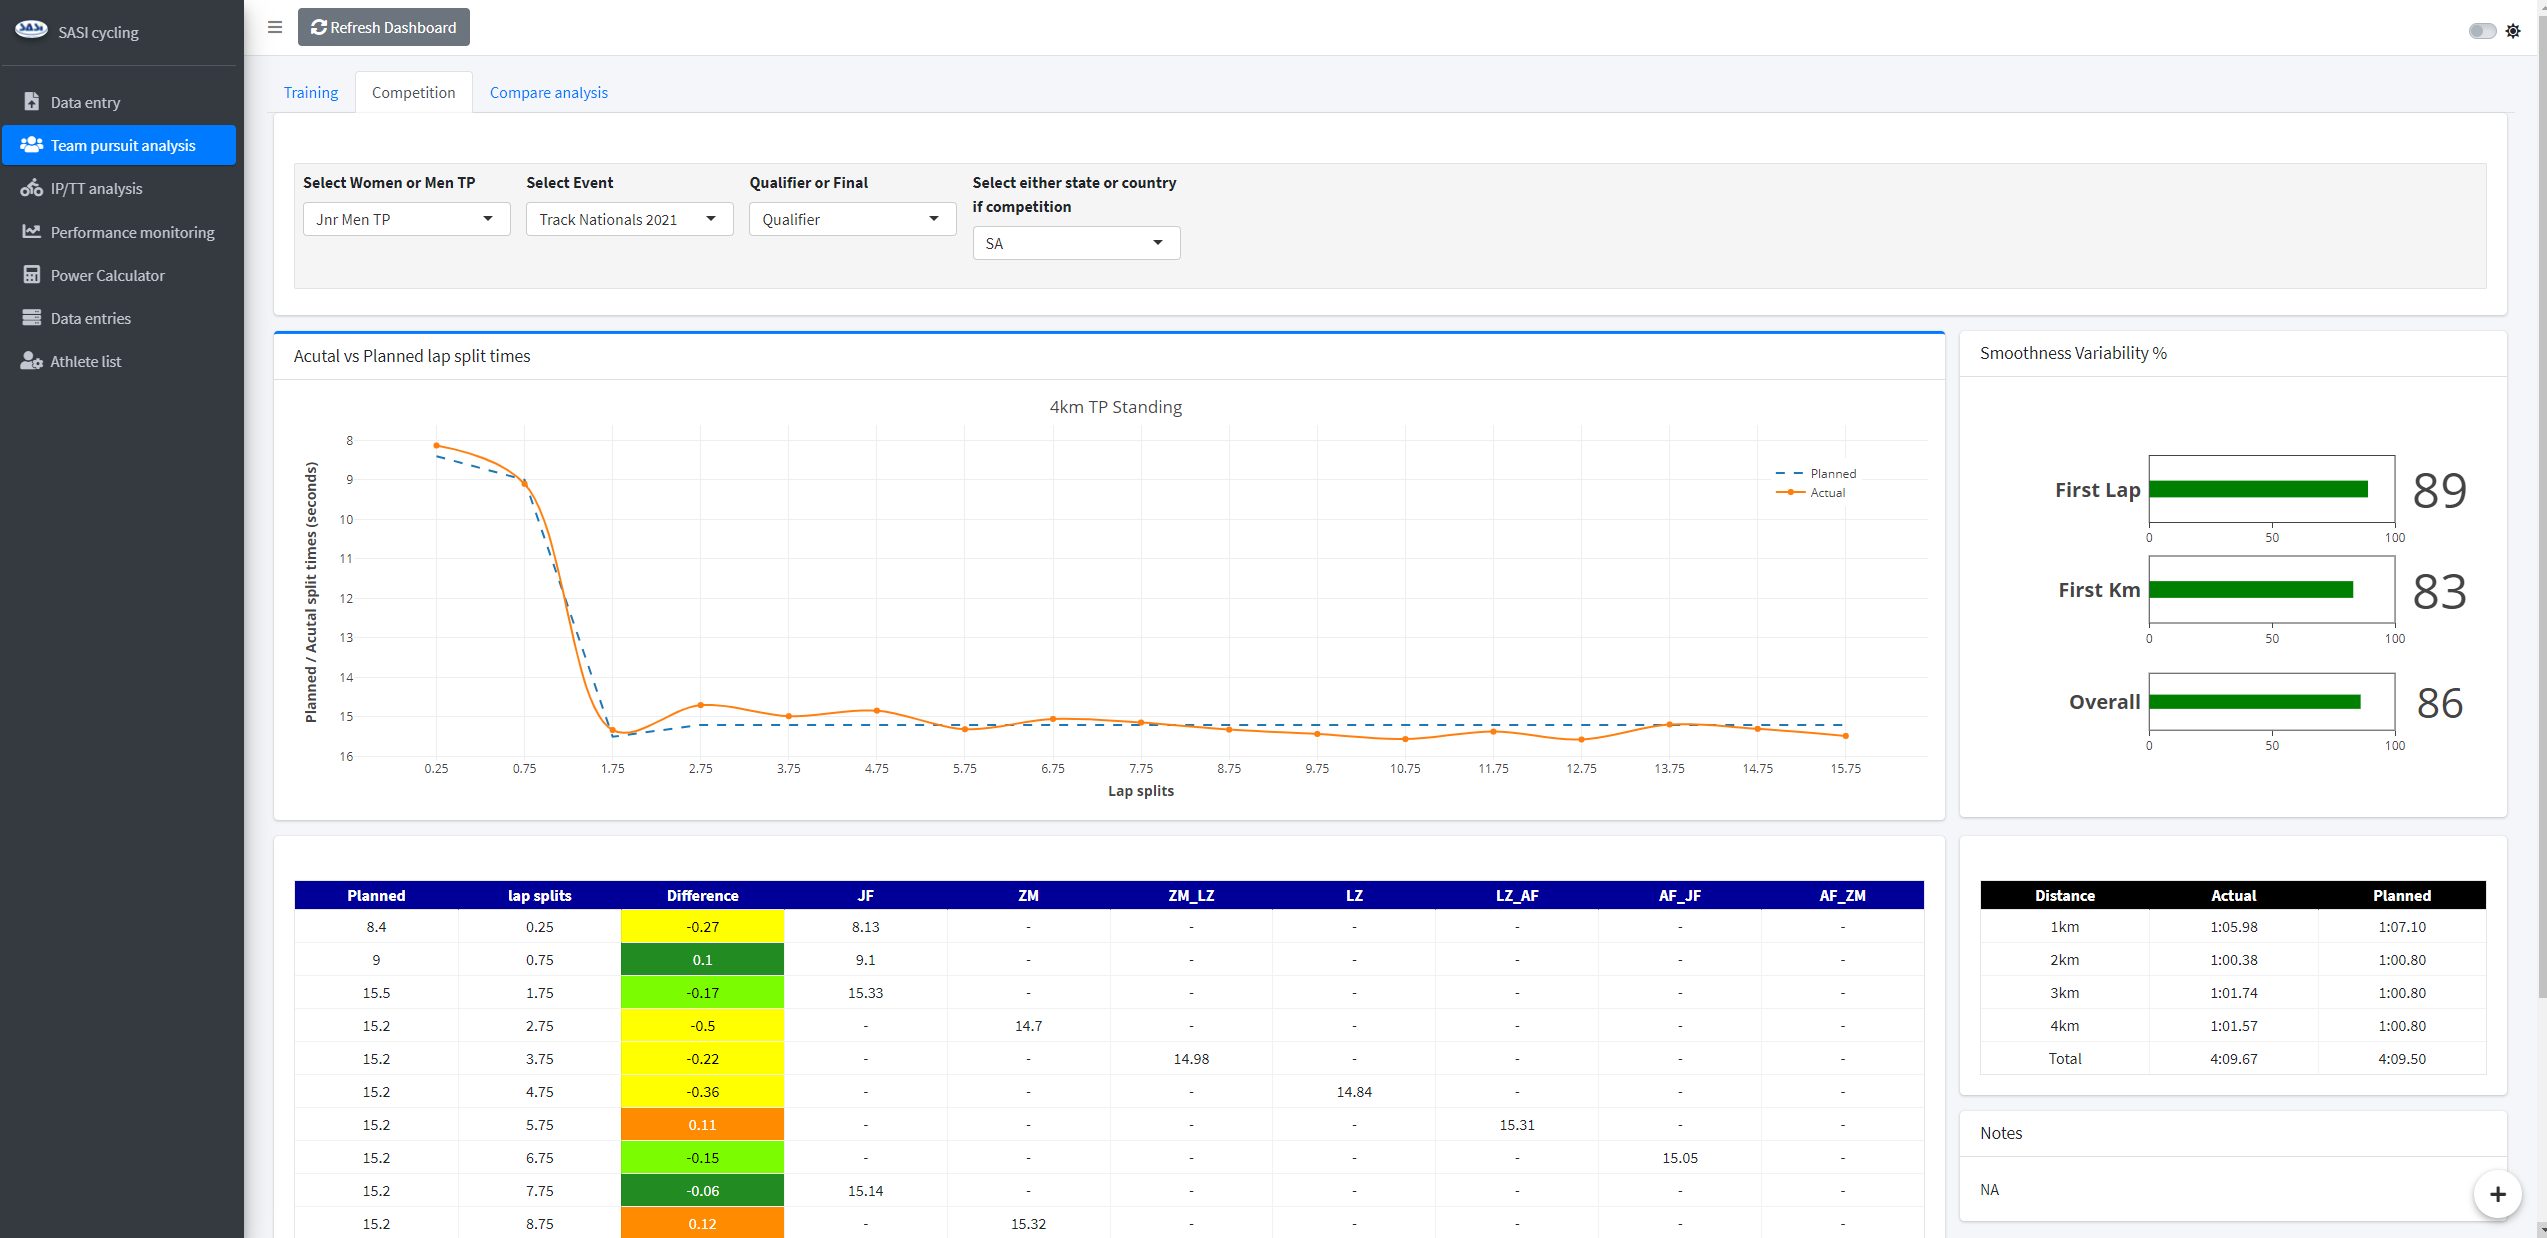 SASI
SASI cycling
Refresh Dashboard
Data entry
Team pursuit analysis
IP/TT analysis
Performance monitoring
Power Calculator
Data entries
Athlete list
Training Competition Compare analysis
Select Women or Men TP
Jnr Men TP
Select Event
Track Nationals 2021
Qualifier or Final
Qualifier
Select either state or country
if competition
SA
Acutal vs Planned lap split times
4km TP Standing
Planned / Acutal split times (seconds)
8
9
10
11
12
13
14
15
16
Planned
Actual
0.25 0.75 1.75 2.75 3.75 4.75 5.75 6.75 7.75 8.75 9.75 10.75 11.75 12.75 13.75 14.75 15.75
Lap splits
Smoothness Variability %
First Lap 89
0 50 100
First Km 83
0 50 100
Overall 86
0 50 100
Planned lap splits Difference JF ZM ZM_LZ LZ LZ_AF AF_JF AF_ZM
8.4 0.25 -0.27 8.13 - - - - - -
9 0.75 0.1 9.1 - - - - - -
15.5 1.75 -0.17 15.33 - - - - - -
15.2 2.75 -0.5 - 14.7 - - - - -
15.2 3.75 -0.22 - - 14.98 - - - -
15.2 4.75 -0.36 - - - 14.84 - - -
15.2 5.75 0.11 - - - - 15.31 - -
15.2 6.75 -0.15 - - - - - 15.05 -
15.2 7.75 -0.06 15.14 - - - - - -
15.2 8.75 0.12 - 15.32 - - - - -
Distance Actual Planned
1km 1:05.98 1:07.10
2km 1:00.38 1:00.80
3km 1:01.74 1:00.80
4km 1:01.57 1:00.80
Total 4:09.67 4:09.50
Notes
NA
+